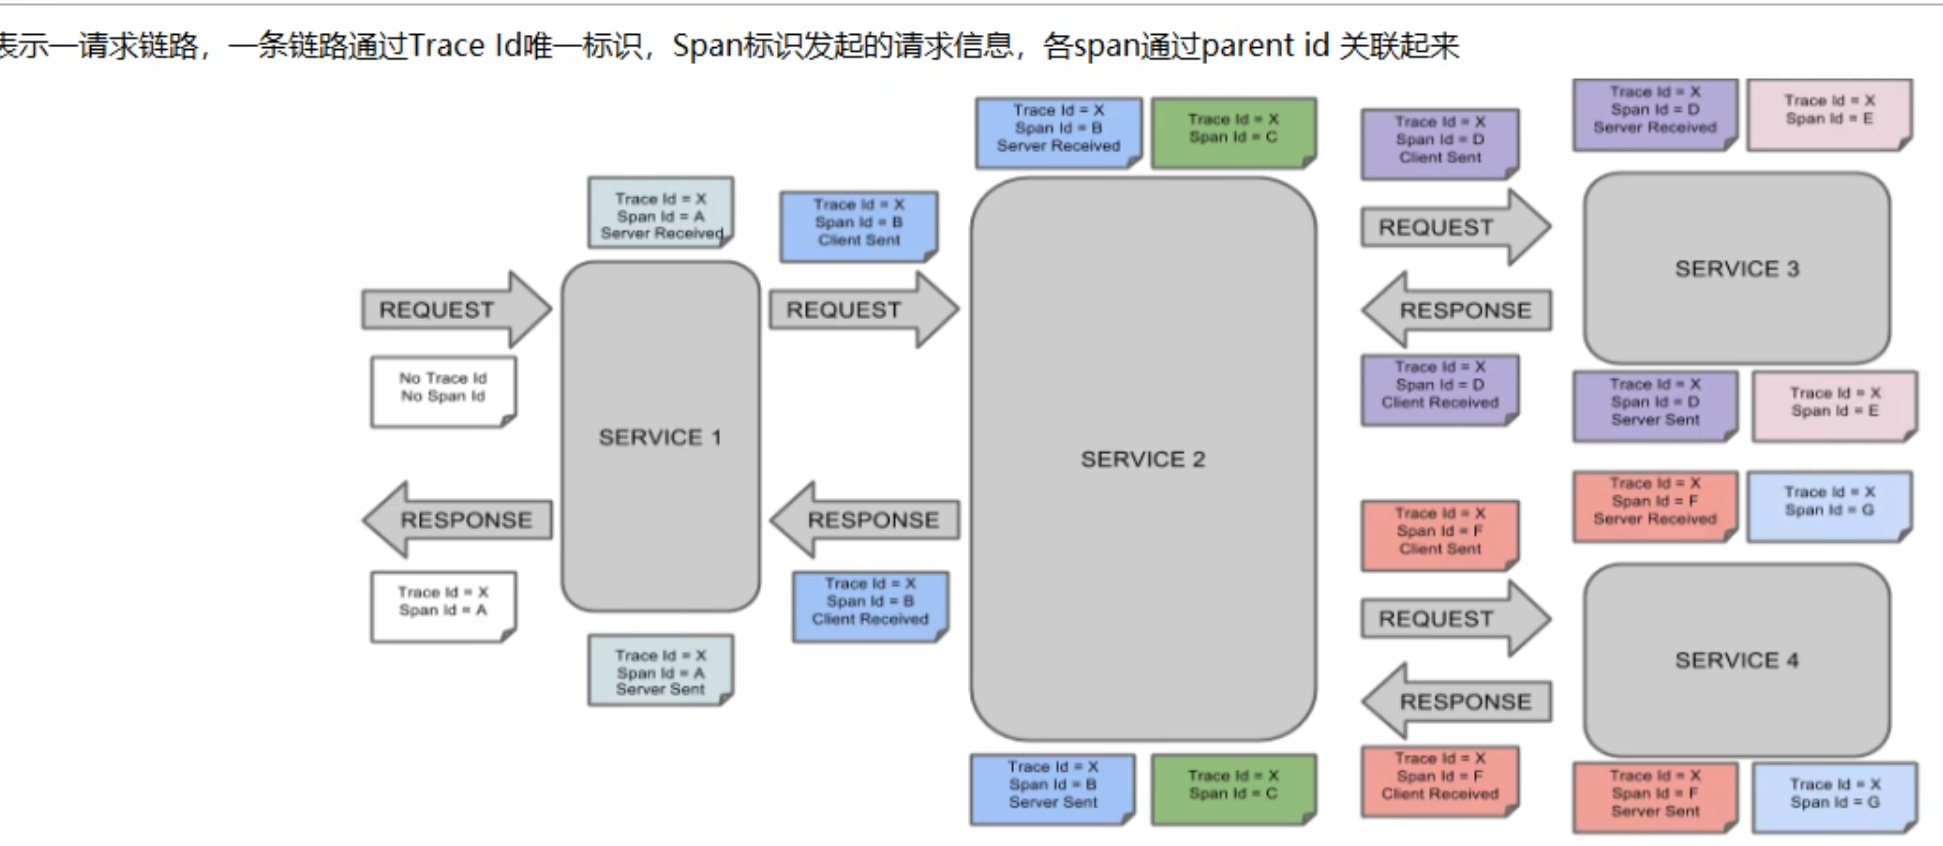 表示一请求链路，一条链路通过Trace Id唯一标识，Span标识发起的请求信息，各span通过parent id 关联起来
Trace Id = X
Span Id = A
Server Received
Trace Id = X
Span Id = B
Client Sent
Trace Id = X
Span Id = B
Server Received
Trace Id = X
Span Id = C
Trace Id = X
Span Id = D
Client Sent
Trace Id = X
Span Id = D
Server Received
Trace Id = X
Span Id = E
REQUEST
No Trace Id
No Span Id
SERVICE 1
REQUEST
SERVICE 2
REQUEST
RESPONSE
SERVICE 3
Trace Id = X
Span Id = D
Client Received
Trace Id = X
Span Id = D
Server Sent
Trace Id = X
Span Id = E
RESPONSE
Trace Id = X
Span Id = A
Trace Id = X
Span Id = A
Server Sent
RESPONSE
Trace Id = X
Span Id = B
Client Received
Trace Id = X
Span Id = F
Client Sent
Trace Id = X
Span Id = F
Server Received
Trace Id = X
Span Id = G
REQUEST
RESPONSE
SERVICE 4
Trace Id = X
Span Id = B
Server Sent
Trace Id = X
Span Id = C
Trace Id = X
Span Id = F
Client Received
Trace Id = X
Span Id = F
Server Sent
Trace Id = X
Span Id = G